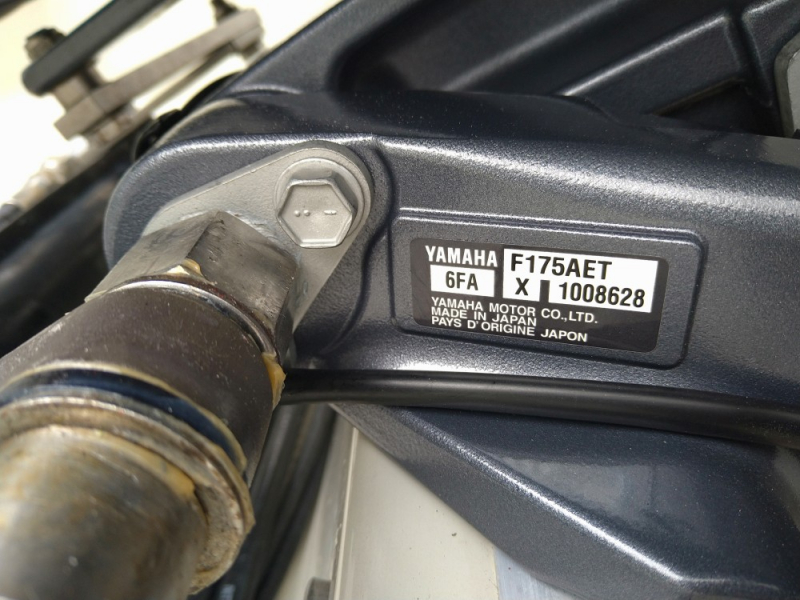 YAMAHA F175AET
6FA X 1008628
YAMAHA MOTOR CO.,LTD.
MADE IN JAPAN
PAYS D'ORIGINE JAPON